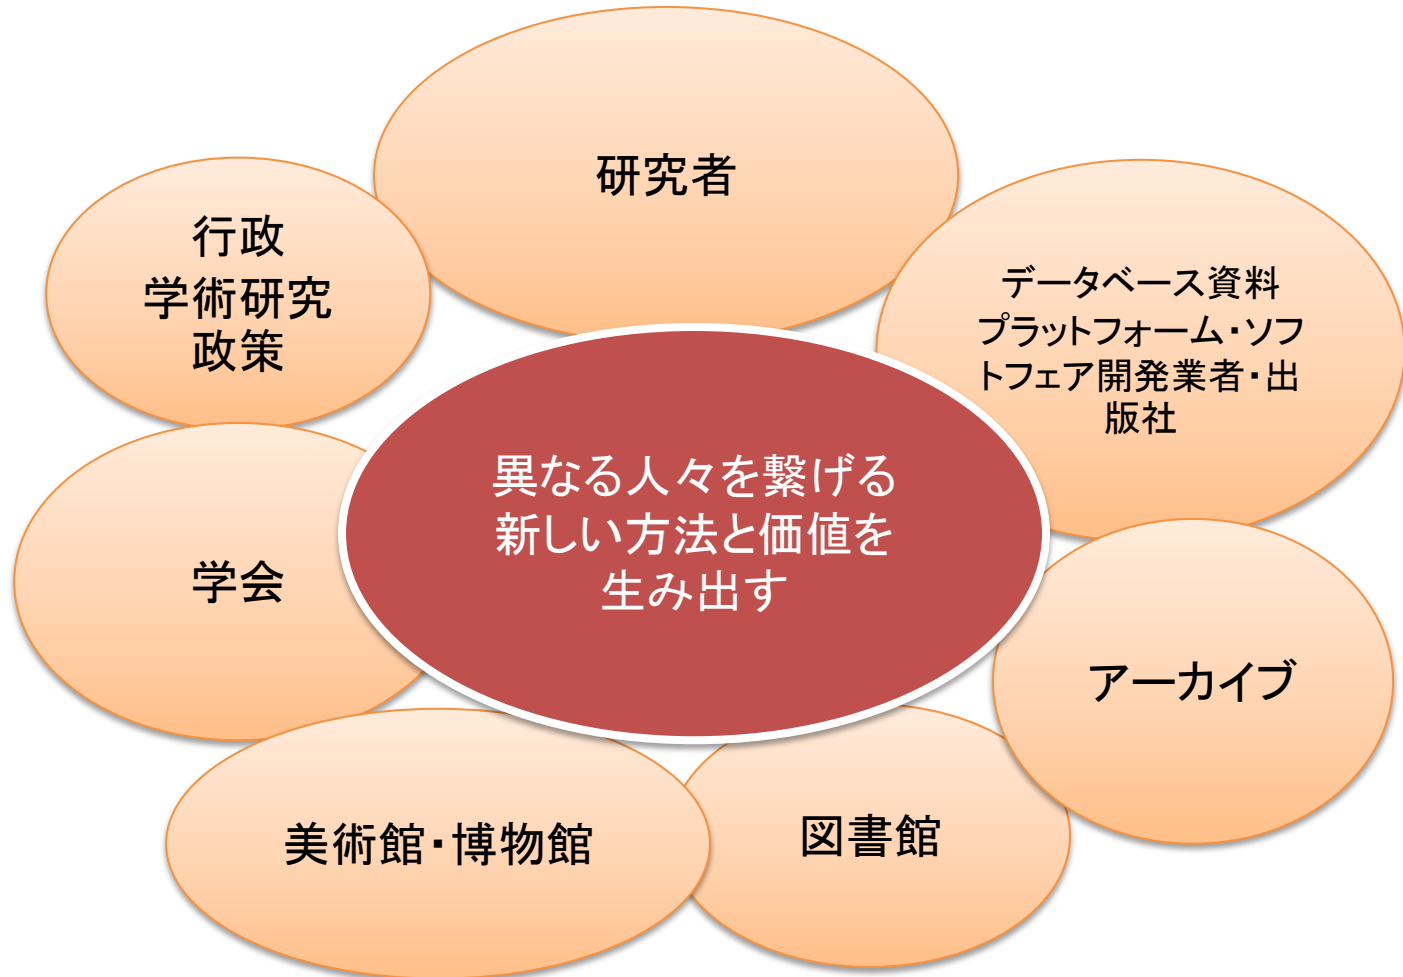 研究者
行政
学術研究
政策
データベース資料
プラットフォーム・ソフ
トフェア開発業者・出
版社
異なる人々を繋げる
新しい方法と価値を
生み出す
学会
アーカイブ
美術館・博物館
図書館